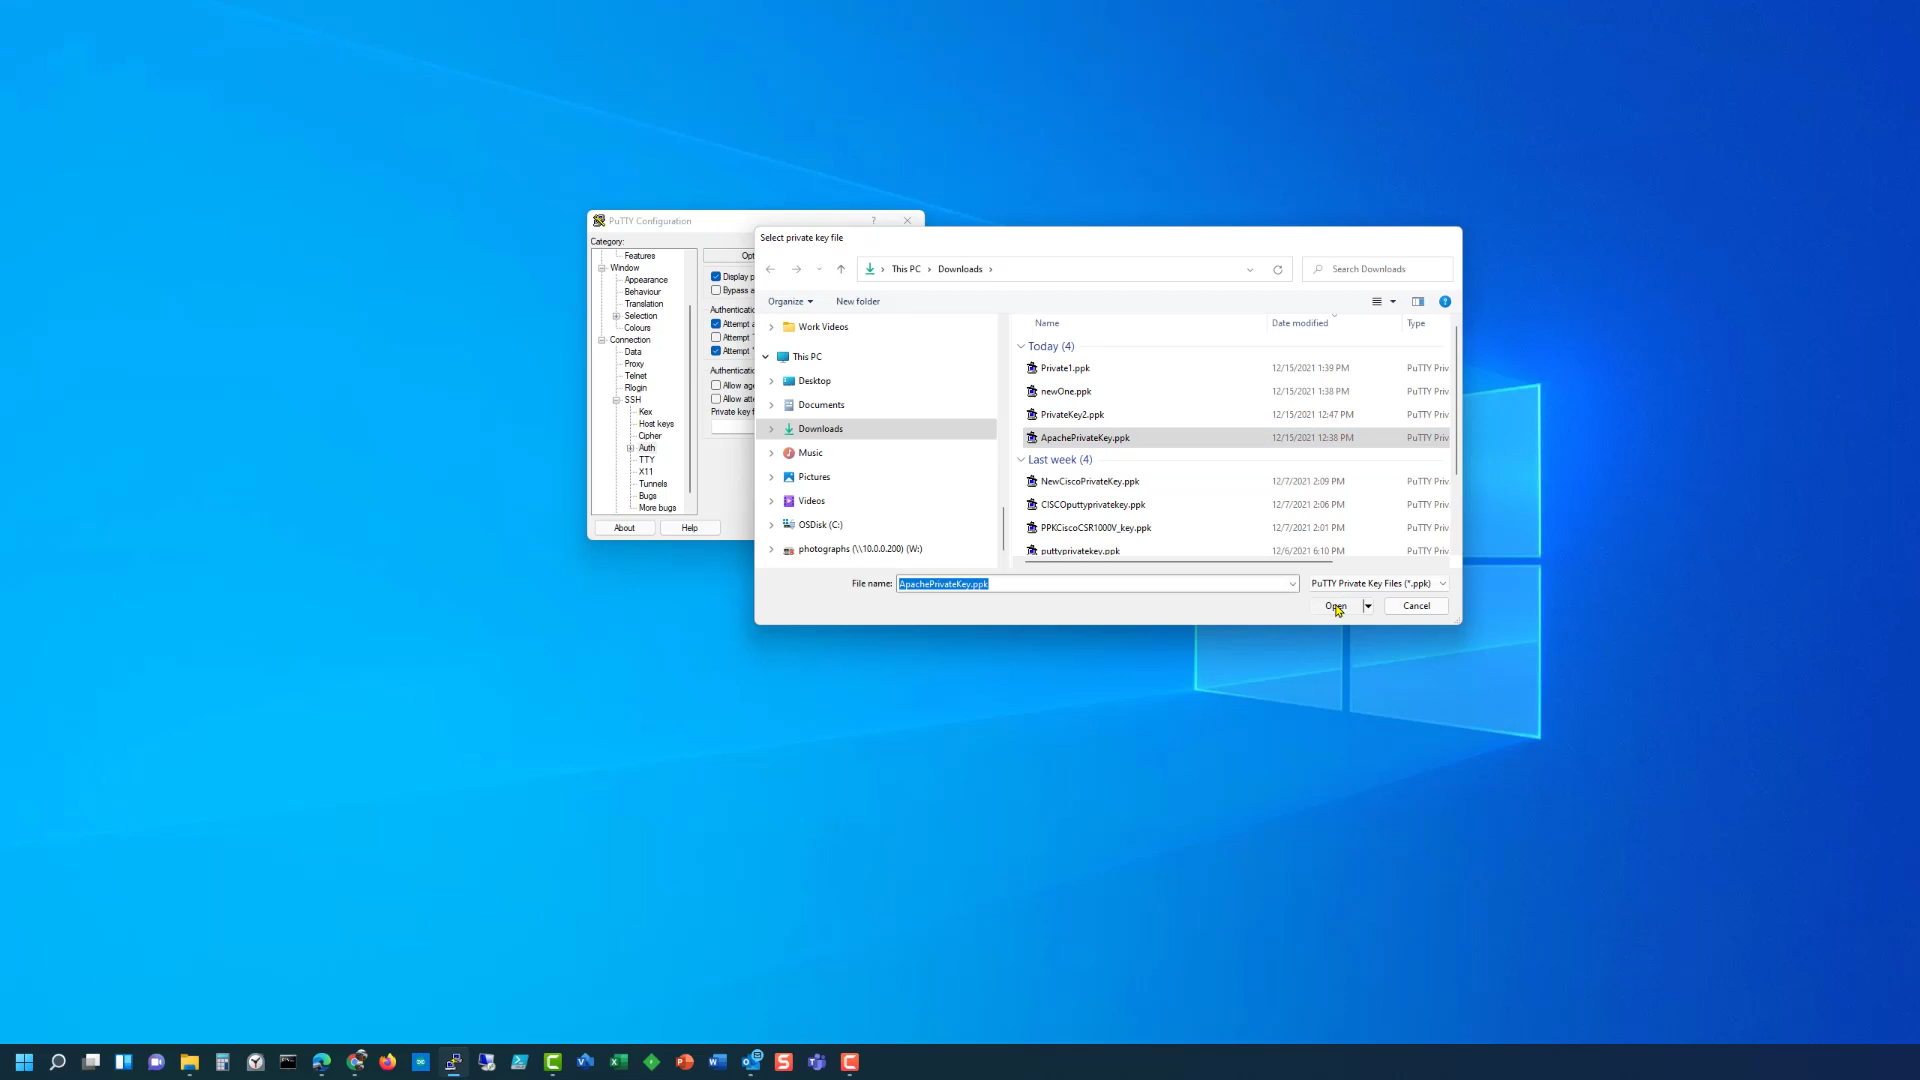 PuTTY Configuration
?
Category:
Features
Window
Appearance
Behaviour
Translation
Selection
Colours
Connection
Data
Proxy
Telnet
Rlogin
SSH
Kex
Host keys
Cipher
Auth
TTY
X11
Tunnels
Bugs
More bugs
Opt
Display p
Bypass a
Authenticatio
Attempt a
Attempt
Attempt
Authenticatio
Allow age
Allow atte
Private key f
About
Help
Select private key file
This PC > Downloads >
Search Downloads
Organize
New folder
Work Videos
This PC
Desktop
Documents
Downloads
Music
Pictures
Videos
OSDisk (C:)
photographs (\\10.0.0.200) (W:)
Name Date modified Type
Today (4)
Private1.ppk 12/15/2021 1:39 PM PuTTY Priv
newOne.ppk 12/15/2021 1:38 PM PuTTY Priv
PrivateKey2.ppk 12/15/2021 12:47 PM PuTTY Priv
ApachePrivateKey.ppk 12/15/2021 12:38 PM PuTTY Priv
Last week (4)
NewCiscoPrivateKey.ppk 12/7/2021 2:09 PM PuTTY Priv
CISCOputtyprivatekey.ppk 12/7/2021 2:06 PM PuTTY Priv
PPKCiscoCSR1000V_key.ppk 12/7/2021 2:01 PM PuTTY Priv
puttyprivatekey.ppk 12/6/2021 6:10 PM PuTTY Priv
File name: ApachePrivateKey.ppk
PuTTY Private Key Files (*.ppk)
Open
Cancel